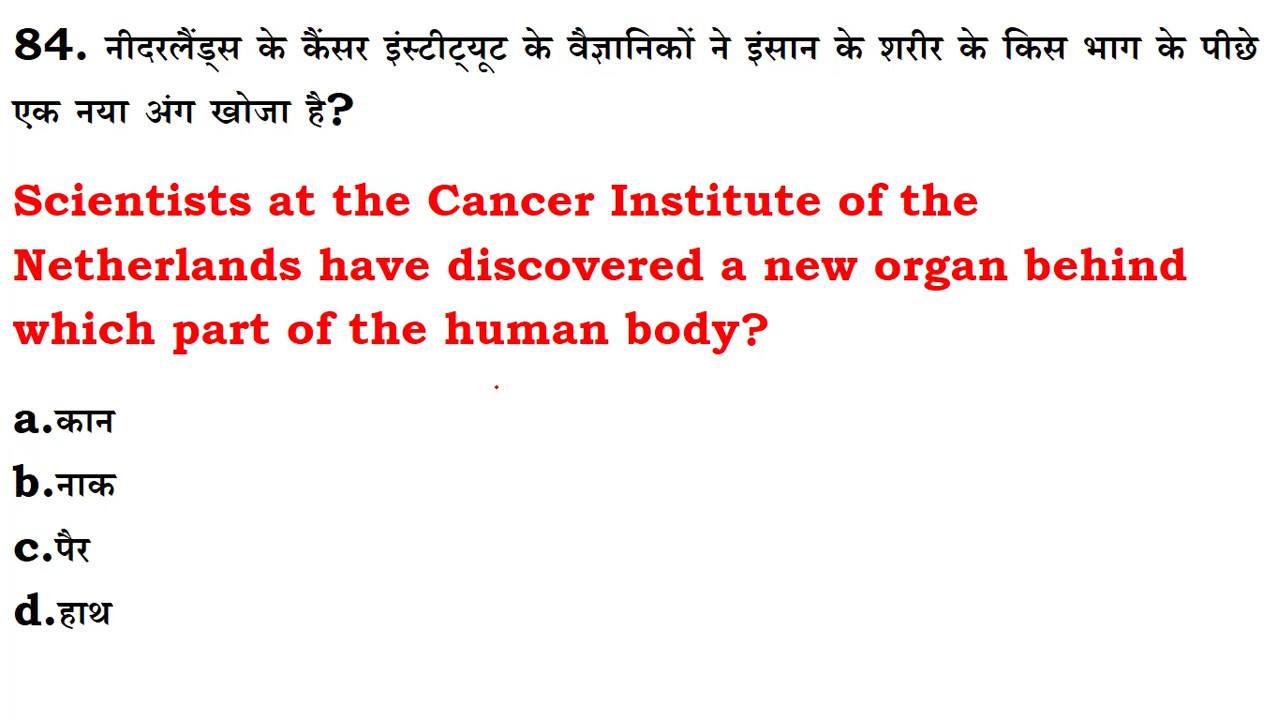 84. नीदरलैंड्स के कैंसर इंस्टीट्यूट के वैज्ञानिकों ने इंसान के शरीर के किस भाग के पीछे
एक नया अंग खोजा है?
Scientists at the Cancer Institute of the
Netherlands have discovered a new organ behind
which part of the human body?
a.कान
b.नाक
c.पैर
d.हाथ